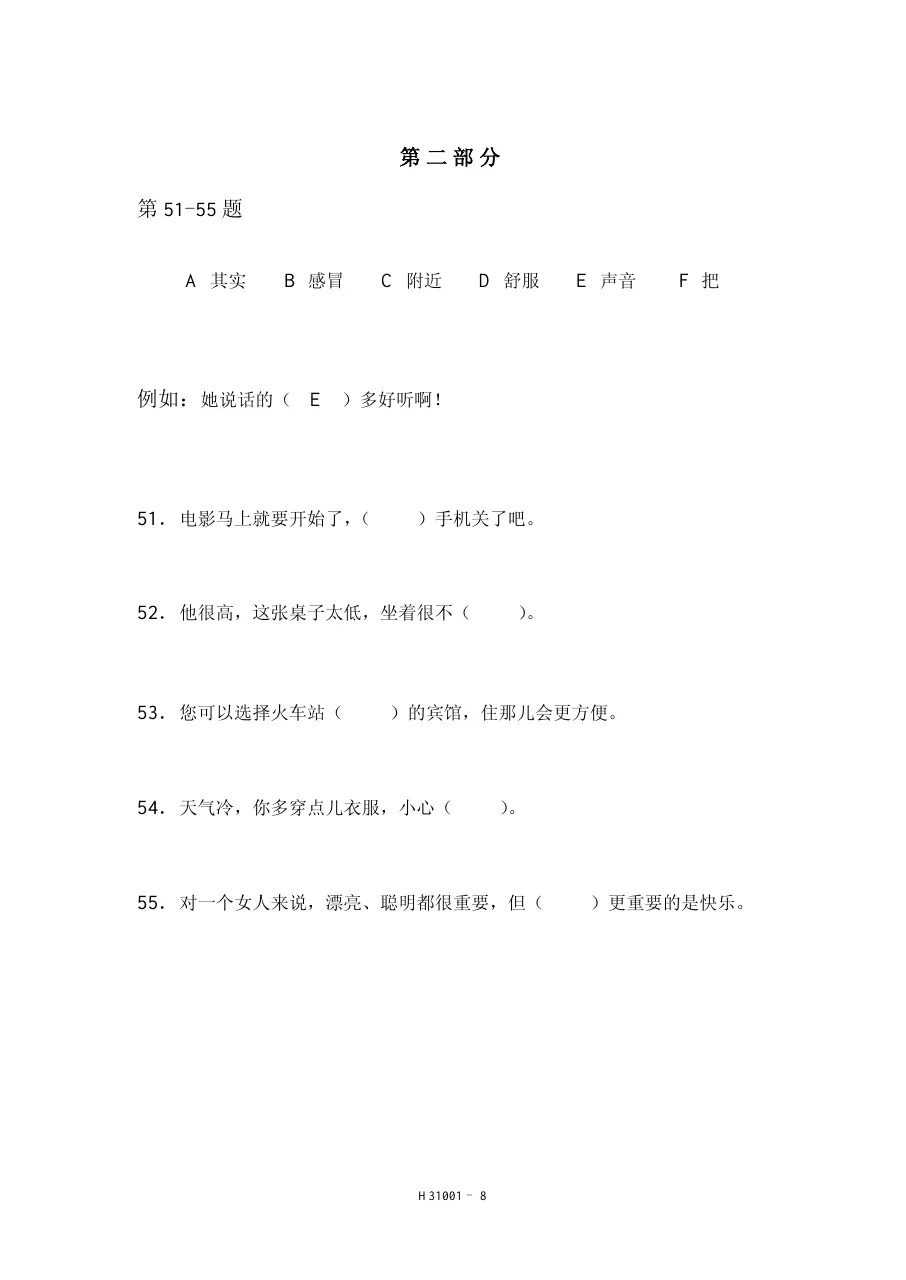 第二部分
第 51-55 题
A 其实 B 感冒 C 附近 D 舒服 E 声音 F 把
例如：她说话的（ E ）多好听啊！
51. 电影马上就要开始了，（ ）手机关了吧。
52. 他很高，这张桌子太低，坐着很不（ ）。
53. 您可以选择火车站（ ）的宾馆，住那儿会更方便。
54. 天气冷，你多穿点儿衣服，小心（ ）。
55. 对一个女人来说，漂亮、聪明都很重要，但（ ）更重要的是快乐。
H31001 - 8